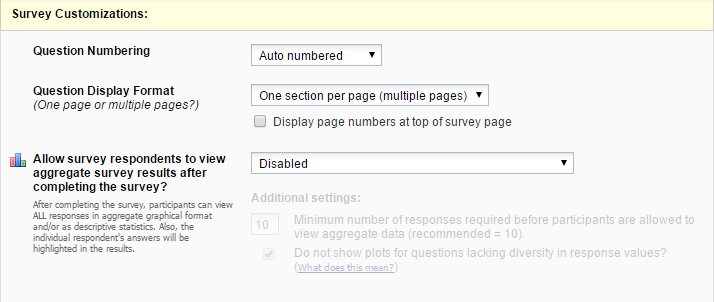 Survey Customizations:
Question Numbering
Auto numbered
Question Display Format
(One page or multiple pages?)
One section per page (multiple pages)
Display page numbers at top of survey page
Allow survey respondents to view
aggregate survey results after
completing the survey?
Disabled
After completing the survey, participants can view
ALL responses in aggregate graphical format
and/or as descriptive statistics. Also, the
individual respondent's answers will be
highlighted in the results.
Additional settings:
10
Minimum number of responses required before participants are allowed to
view aggregate data (recommended = 10).
Do not show plots for questions lacking diversity in response values?
(What does this mean?)